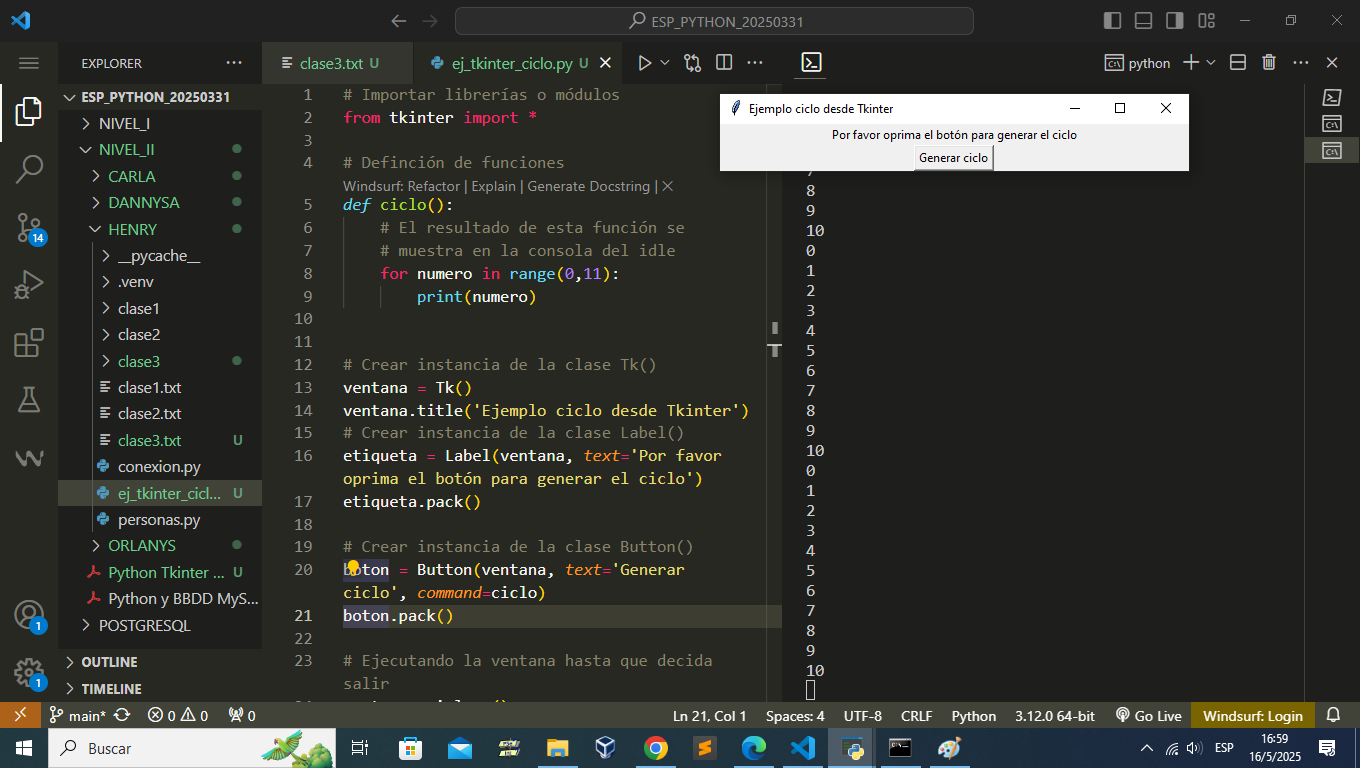 ESP_PYTHON_20250331
EXPLORER
ESP_PYTHON_20250331
NIVEL_I
NIVEL_II
CARLA
DANNYSA
HENRY
__pycache__
.venv
clase1
clase2
clase3
clase1.txt
clase2.txt
clase3.txt U
conexion.py
ej_tkinter_cicl... U
personas.py
ORLANYS
Python Tkinter ... U
Python y BBDD MyS...
POSTGRESQL
OUTLINE
TIMELINE
14
1
1
clase3.txt U
ej_tkinter_ciclo.py U
1 # Importar librerías o módulos
2 from tkinter import *
3
4 # Definción de funciones
Windsurf: Refactor | Explain | Generate Docstring |
5 def ciclo():
6 # El resultado de esta función se
7 # muestra en la consola del idle
8 for numero in range(0,11):
9 print(numero)
10
11
12 # Crear instancia de la clase Tk()
13 ventana = Tk()
14 ventana.title('Ejemplo ciclo desde Tkinter')
15 # Crear instancia de la clase Label()
16 etiqueta = Label(ventana, text='Por favor
oprima el botón para generar el ciclo')
17 etiqueta.pack()
18
19 # Crear instancia de la clase Button()
20 boton = Button(ventana, text='Generar
ciclo', command=ciclo)
21 boton.pack()
22
23 # Ejecutando la ventana hasta que decida
salir
python
Ejemplo ciclo desde Tkinter
Por favor oprima el botón para generar el ciclo
Generar ciclo
8
9
10
0
1
2
3
4
5
6
7
8
9
10
0
1
2
3
4
5
6
7
8
9
10
main*
0 0
0
Ln 21, Col 1
Spaces: 4
UTF-8
CRLF
Python
3.12.0 64-bit
Go Live
Windsurf: Login
Buscar
ESP
16:59
16/5/2025